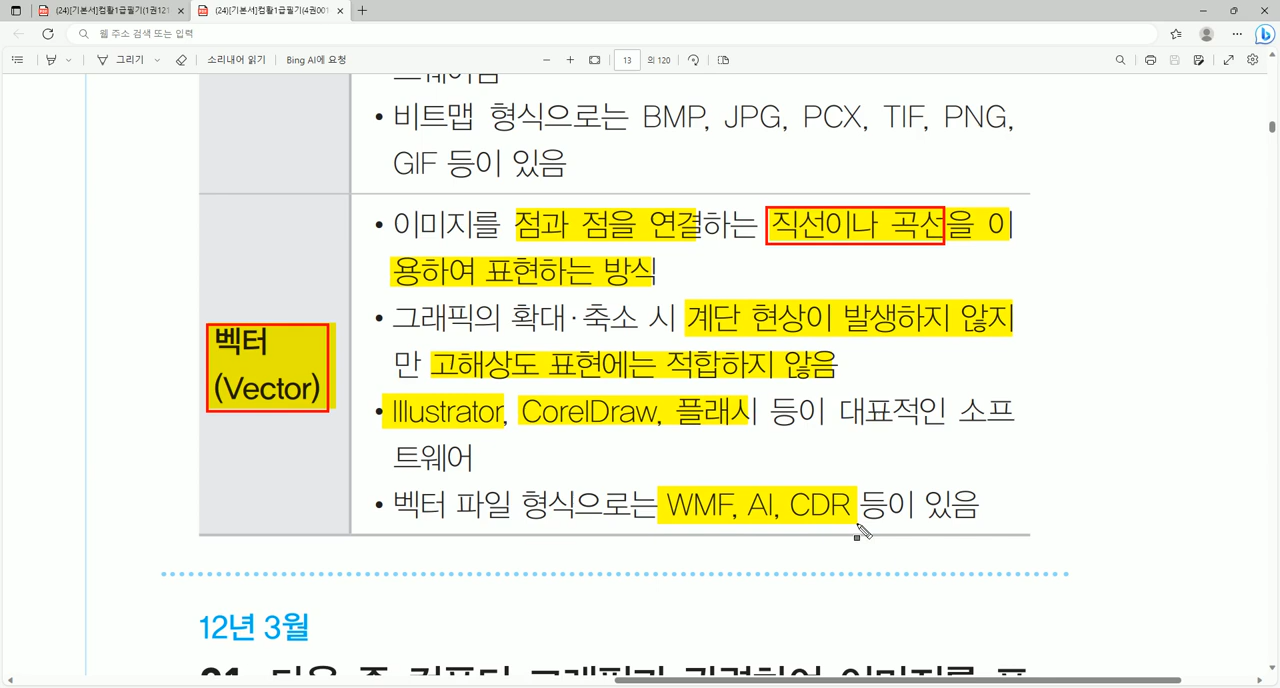 (24)[기본서]컴활1급필기(1권121
(24)[기본서]컴활1급필기(4권001
웹 주소 검색 또는 입력
그리기
소리내어 읽기
Bing AI에 요청
13
의 120
• 비트맵 형식으로는 BMP, JPG, PCX, TIF, PNG,
GIF 등이 있음
벡터
(Vector)
• 이미지를 점과 점을 연결하는 직선이나 곡선을 이
용하여 표현하는 방식
• 그래픽의 확대·축소 시 계단 현상이 발생하지 않지
만 고해상도 표현에는 적합하지 않음
• Illustrator, CorelDraw, 플래시 등이 대표적인 소프
트웨어
• 벡터 파일 형식으로는 WMF, AI, CDR 등이 있음
12년 3월